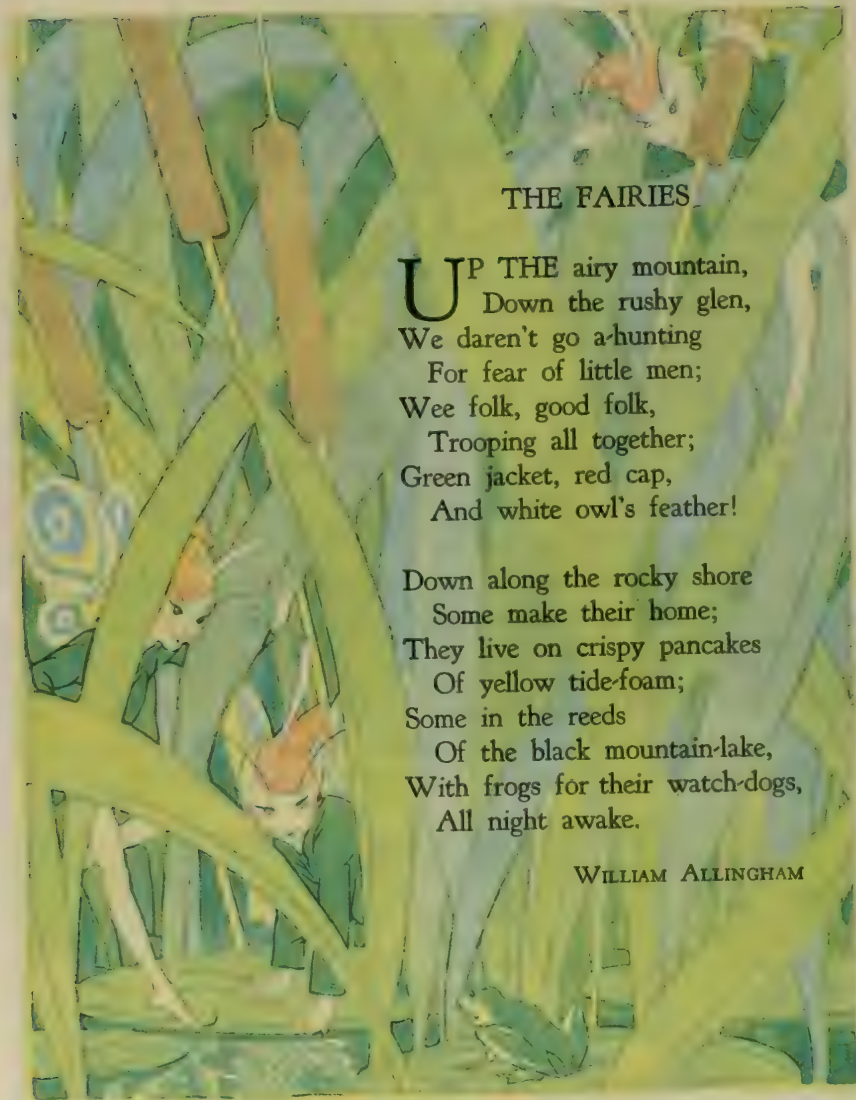 THE FAIRIES
UP THE airy mountain,
Down the rushy glen,
We daren't go a-hunting
For fear of little men;
Wee folk, good folk,
Trooping all together;
Green jacket, red cap,
And white owl's feather!
Down along the rocky shore
Some make their home;
They live on crispy pancakes
Of yellow tide-foam;
Some in the reeds
Of the black mountain-lake,
With frogs for their watch-dogs,
All night awake.
WILLIAM ALLINGHAM